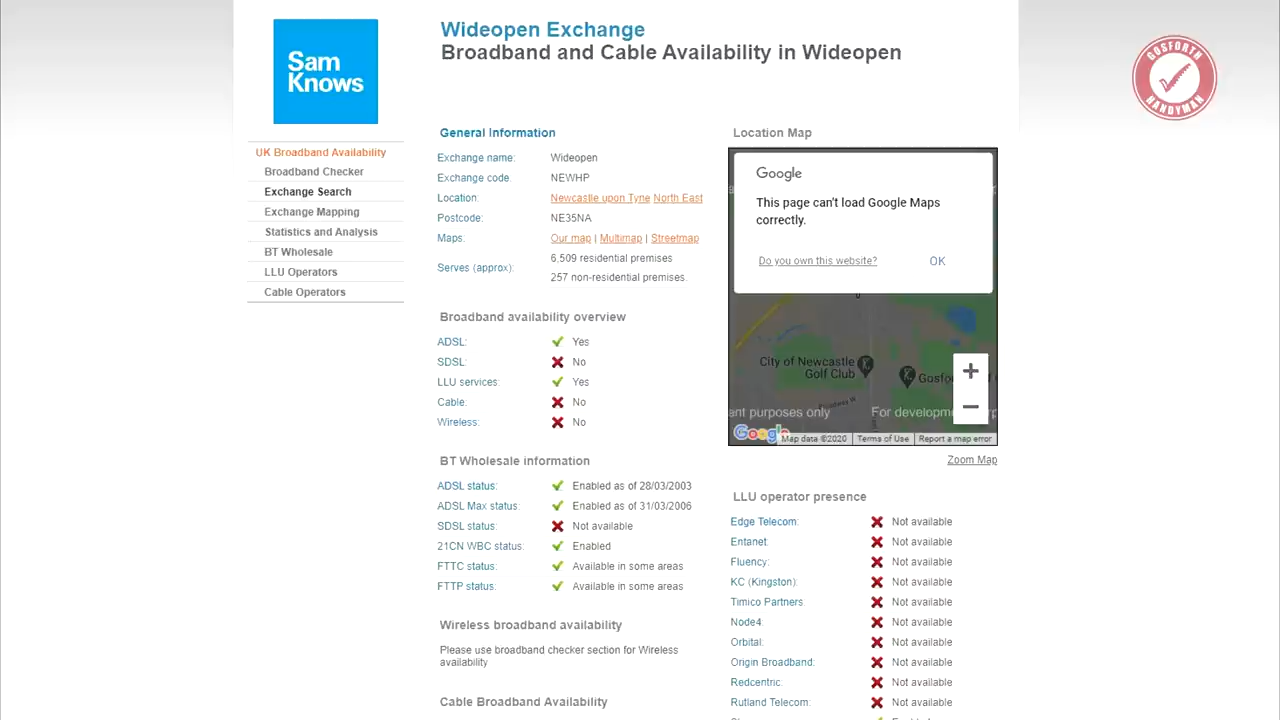 Sam
Knows
UK Broadband Availability
Broadband Checker
Exchange Search
Exchange Mapping
Statistics and Analysis
BT Wholesale
LLU Operators
Cable Operators
Wideopen Exchange
Broadband and Cable Availability in Wideopen
General Information
Exchange name: Wideopen
Exchange code: NEWHP
Location: Newcastle upon Tyne North East
Postcode: NE35NA
Maps: Our map | Multimap | Streetmap
Serves (approx): 6,509 residential premises
257 non-residential premises.
Broadband availability overview
ADSL: Yes
SDSL: No
LLU services: Yes
Cable: No
Wireless: No
BT Wholesale information
ADSL status: Enabled as of 28/03/2003
ADSL Max status: Enabled as of 31/03/2006
SDSL status: Not available
21CN WBC status: Enabled
FTTC status: Available in some areas
FTTP status: Available in some areas
Wireless broadband availability
Please use broadband checker section for Wireless
availability
Cable Broadband Availability
Location Map
Google
This page can't load Google Maps
correctly.
Do you own this website? OK
City of Newcastle
Golf Club
Gosfo
ent purposes only For developm
Google Map data ©2020 Terms of Use Report a map error
Zoom Map
LLU operator presence
Edge Telecom: Not available
Entanet: Not available
Fluency: Not available
KC (Kingston): Not available
Timico Partners Not available
Node4: Not available
Orbital: Not available
Origin Broadband: Not available
Redcentric: Not available
Rutland Telecom: Not available
GOSFORTH
HANDYMAN